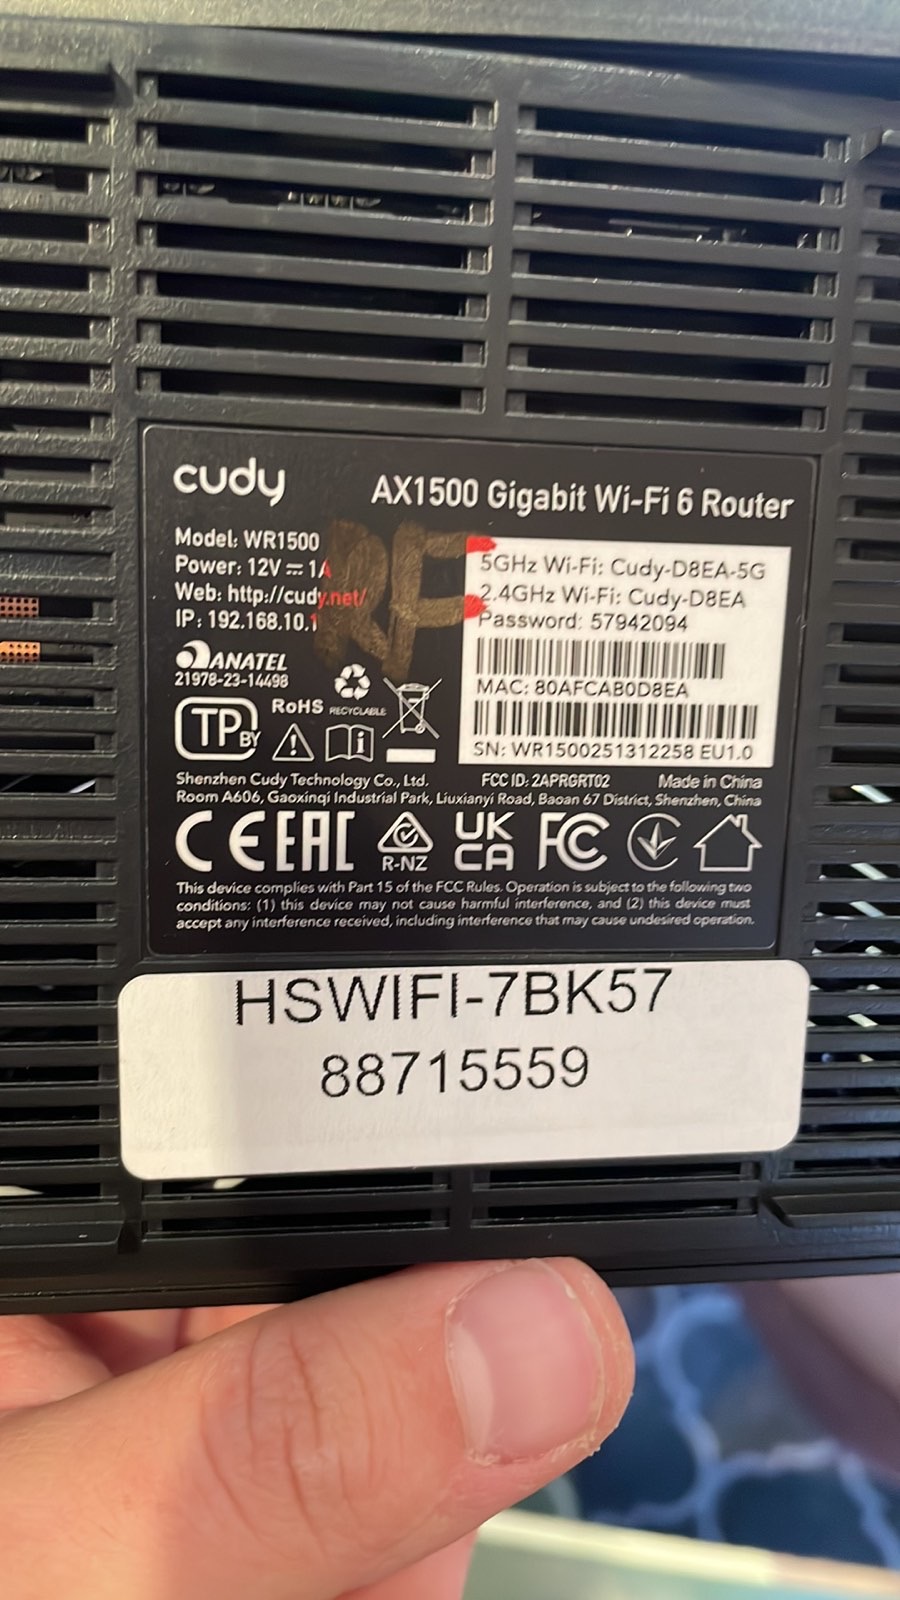 cudy
AX1500 Gigabit Wi-Fi 6 Router
Model: WR1500
Power: 12V⎓1A
Web: http://cudy.net/
IP: 192.168.10.1
RF
5GHz Wi-Fi: Cudy-D8EA-5G
2.4GHz Wi-Fi: Cudy-D8EA
Password: 57942094
MAC: 80AFCAB0D8EA
SN: WR1500251312258 EU1.0
ANATEL
21978-23-14498
TP BY
RoHS
RECYCLABLE
Shenzhen Cudy Technology Co., Ltd. FCC ID: 2APRGRT02 Made in China
Room A606, Gaoxinqi Industrial Park, Liuxianyi Road, Baoan 67 District, Shenzhen, China
CE EAC R-NZ UK CA FC
This device complies with Part 15 of the FCC Rules. Operation is subject to the following two
conditions: (1) this device may not cause harmful interference, and (2) this device must
accept any interference received, including interference that may cause undesired operation.
HSWIFI-7BK57
88715559